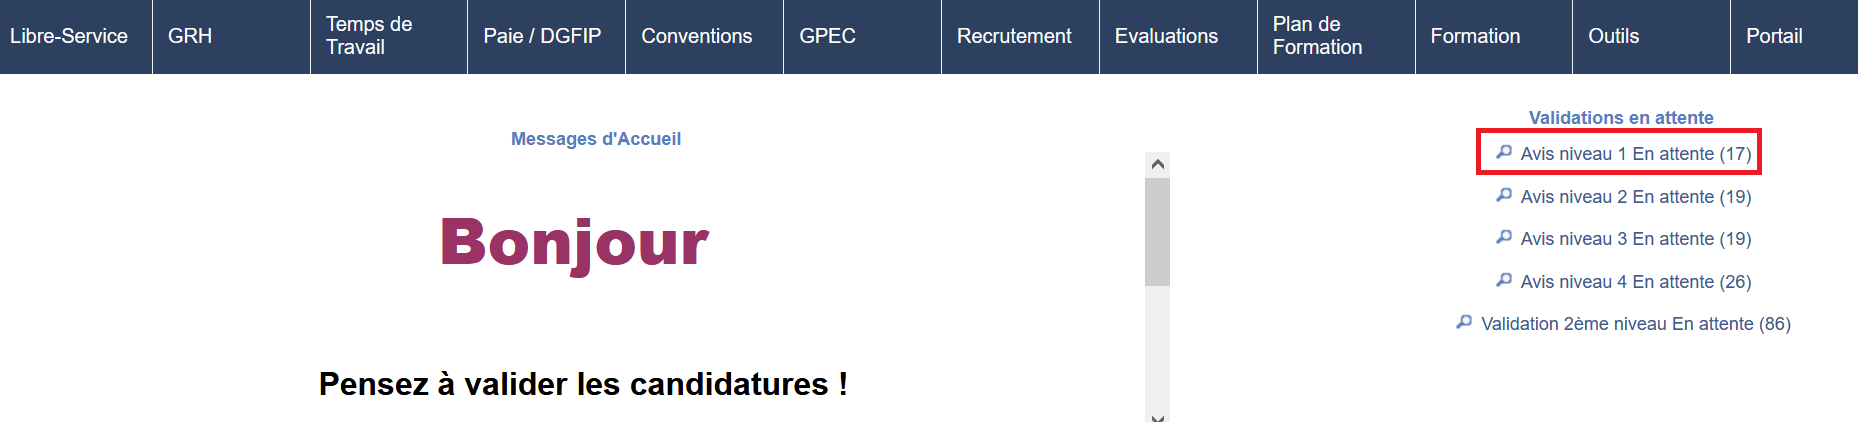 Libre-Service
GRH
Temps de
Travail
Paie / DGFIP
Conventions
GPEC
Recrutement
Evaluations
Plan de
Formation
Formation
Outils
Portail
Messages d'Accueil
Bonjour
Pensez à valider les candidatures !
Validations en attente
Avis niveau 1 En attente (17)
Avis niveau 2 En attente (19)
Avis niveau 3 En attente (19)
Avis niveau 4 En attente (26)
Validation 2ème niveau En attente (86)